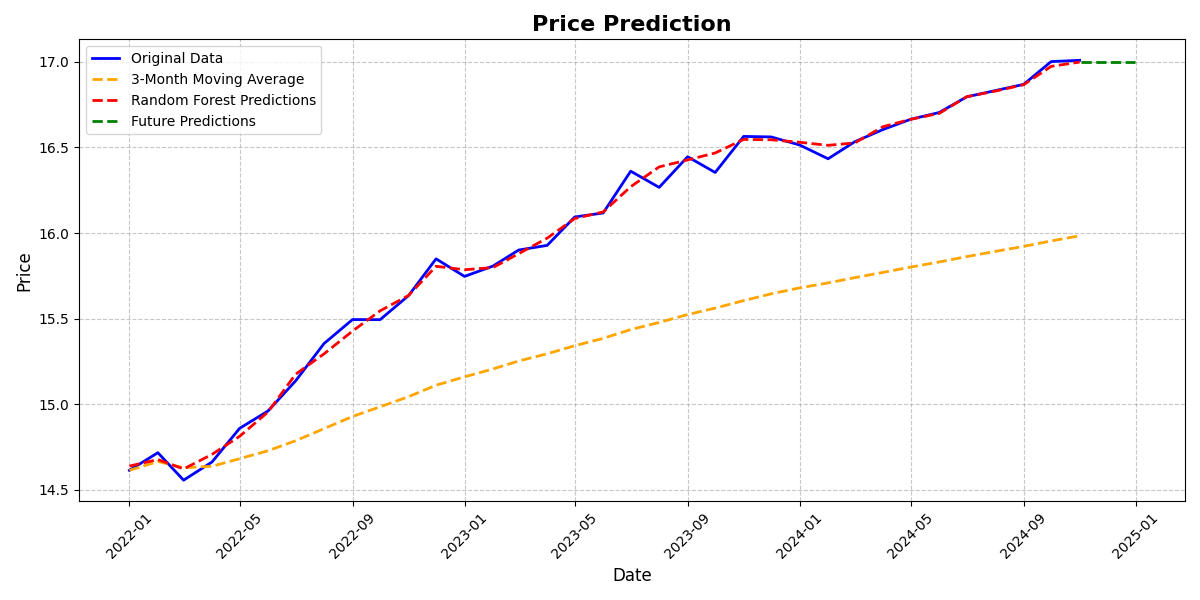 Price Prediction
Original Data
3-Month Moving Average
Random Forest Predictions
Future Predictions
17.0
16.5
16.0
15.5
15.0
14.5
Price
2022-01
2022-05
2022-09
2023-01
2023-05
2023-09
2024-01
2024-05
2024-09
2025-01
Date